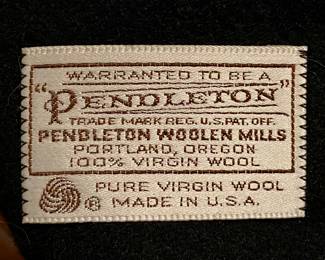 WARRANTED TO BE A
"PENDLETON"
TRADE MARK REG. U.S. PAT. OFF.
PENDLETON WOOLEN MILLS
PORTLAND, OREGON
100% VIRGIN WOOL
PURE VIRGIN WOOL
® MADE IN U.S.A.